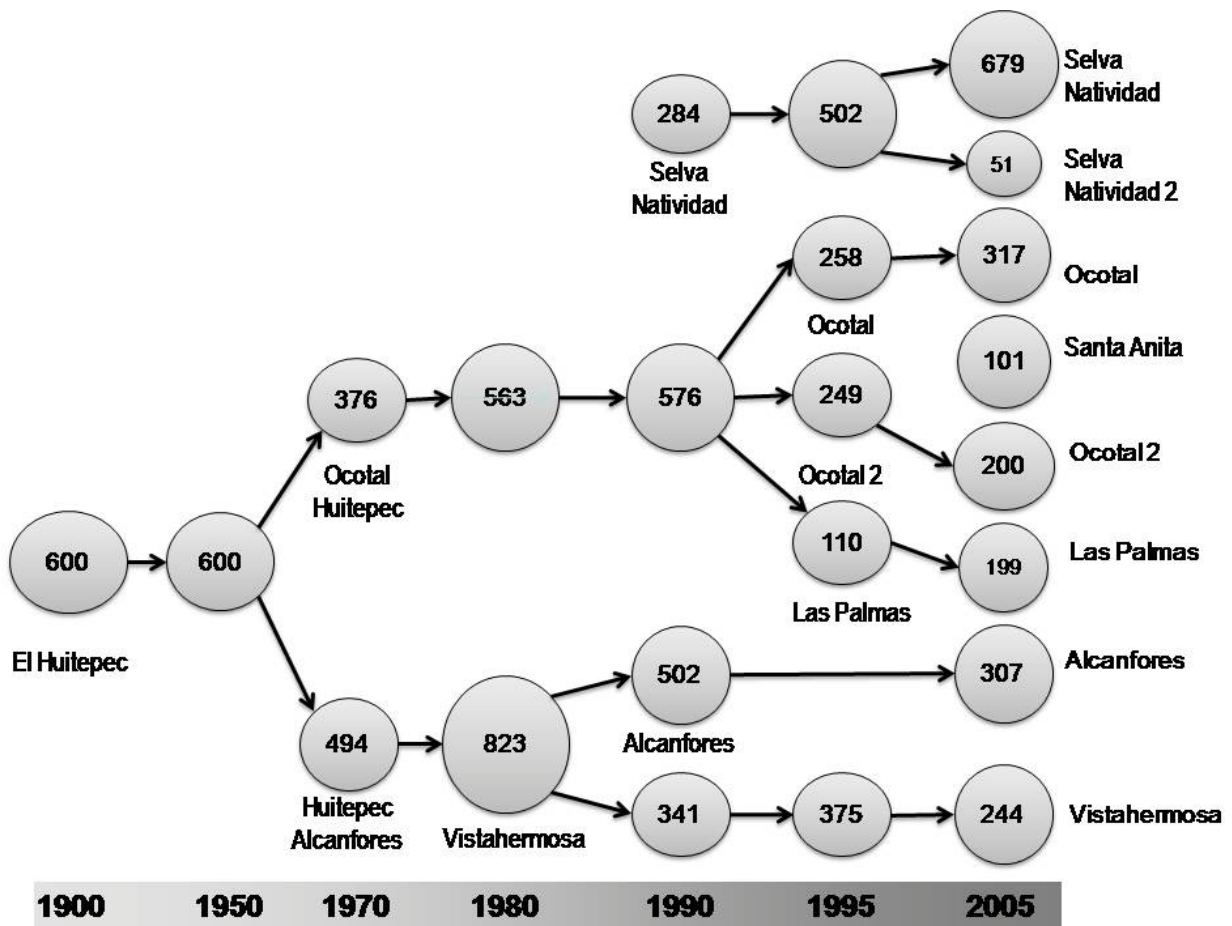 679
Selva
Natividad
284
502
Selva
Natividad
51
Selva
Natividad 2
258
317
Ocotal
Ocotal
101
Santa Anita
376
563
576
249
Ocotal
Huitepec
Ocotal 2
200
Ocotal 2
600
600
110
199
Las Palmas
El Huitepec
Las Palmas
502
307
Alcanfores
494
823
Alcanfores
Huitepec
Alcanfores
Vistahermosa
341
375
244
Vistahermosa
1900 1950 1970 1980 1990 1995 2005